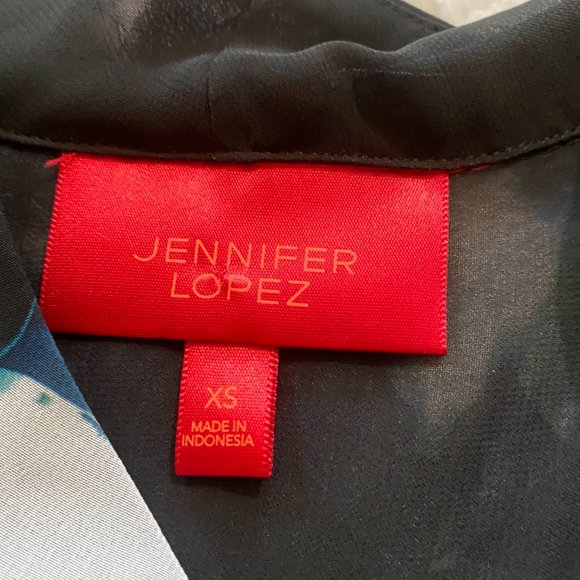 JENNIFER
LOPEZ
XS
MADE IN
INDONESIA